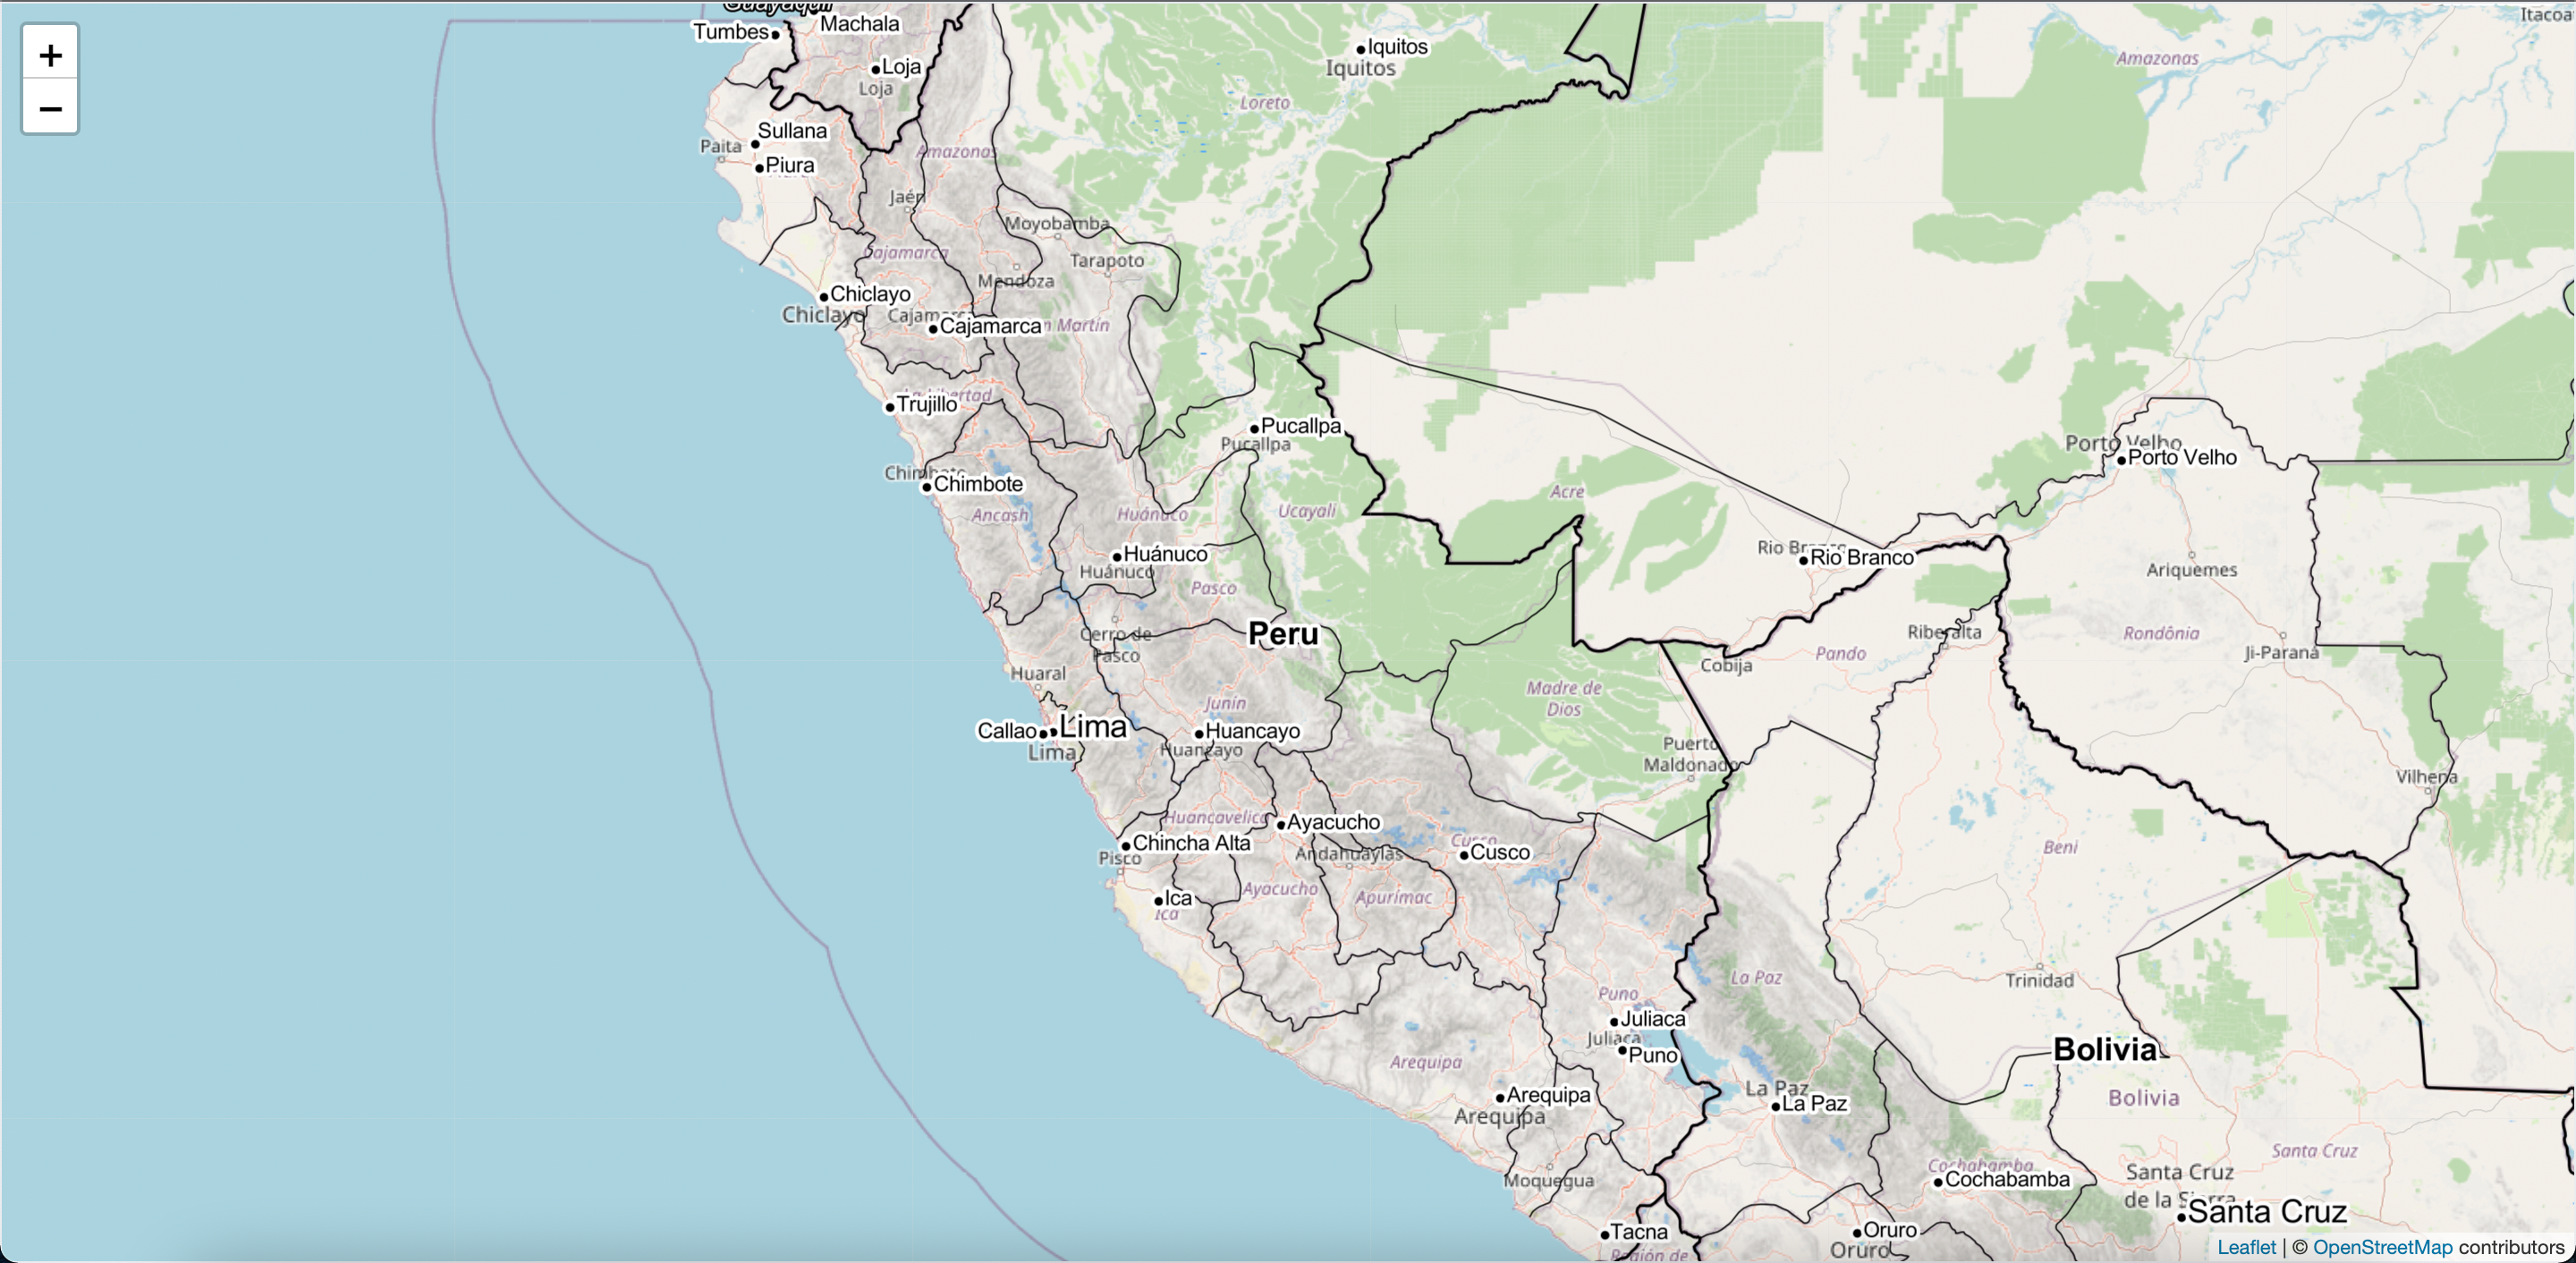 +
−
Guayaquil
Machala
Tumbes
Iquitos
Iquitos
Amazonas
Itacoa
Loja
Loja
Loreto
Sullana
Paita
Piura
Amazonas
Jaén
Moyobamba
Cajamarca
Tarapoto
Mendoza
Chiclayo
Chiclayo
Cajamarca
n Martín
Trujillo
Pucallpa
Pucallpa
Porto Velho
Porto Velho
Chimbote
Chimbote
Ancash
Huánuco
Ucayali
Acre
Huánuco
Huánuco
Rio Branco
Rio Branco
Ariquemes
Pasco
Peru
Cerro de
Pasco
Riberalta
Rondônia
Ji-Paraná
Cobija
Pando
Huaral
Madre de
Dios
Junín
Callao
Lima
Lima
Huancayo
Huancayo
Puerto
Maldonado
Vilhena
Huancavelica
Ayacucho
Chincha Alta
Pisco
Andahuaylas
Cusco
Cusco
Beni
Ica
Ica
Ayacucho
Apurímac
La Paz
Trinidad
Puno
Juliaca
Juliaca
Puno
Bolivia
Arequipa
Arequipa
Arequipa
La Paz
La Paz
Bolivia
Santa Cruz
Cochabamba
Cochabamba
Moquegua
Santa Cruz
de la Sierra
Santa Cruz
Tacna
Oruro
Oruro
Región de
Leaflet | © OpenStreetMap contributors